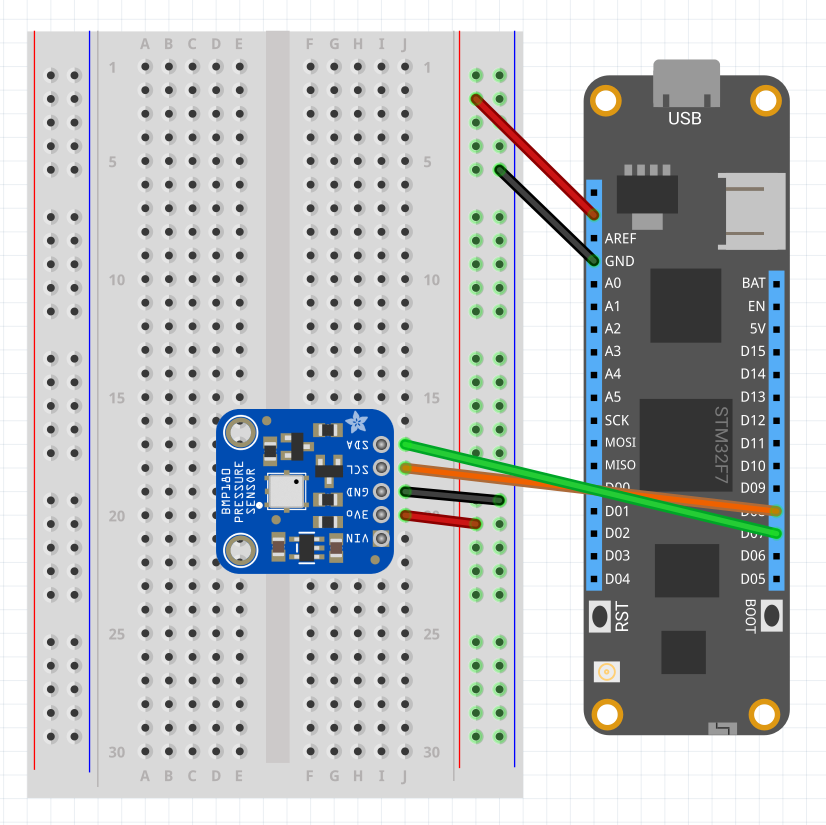 A B C D E F G H I J
1 1
5 5
10 10
15 15
20
25 25
30 30
A B C D E F G H I J
BMP180
PRESSURE
SENSOR
SDA
SCL
GND
3Vo
VIN
USB
AREF
GND
A0
A1
A2
A3
A4
A5
SCK
MOSI
MISO
D00
D01
D02
D03
D04
RST
BAT
EN
5V
D15
D14
D13
D12
D11
D10
D09
D08
D07
D06
D05
BOOT
STM32F7